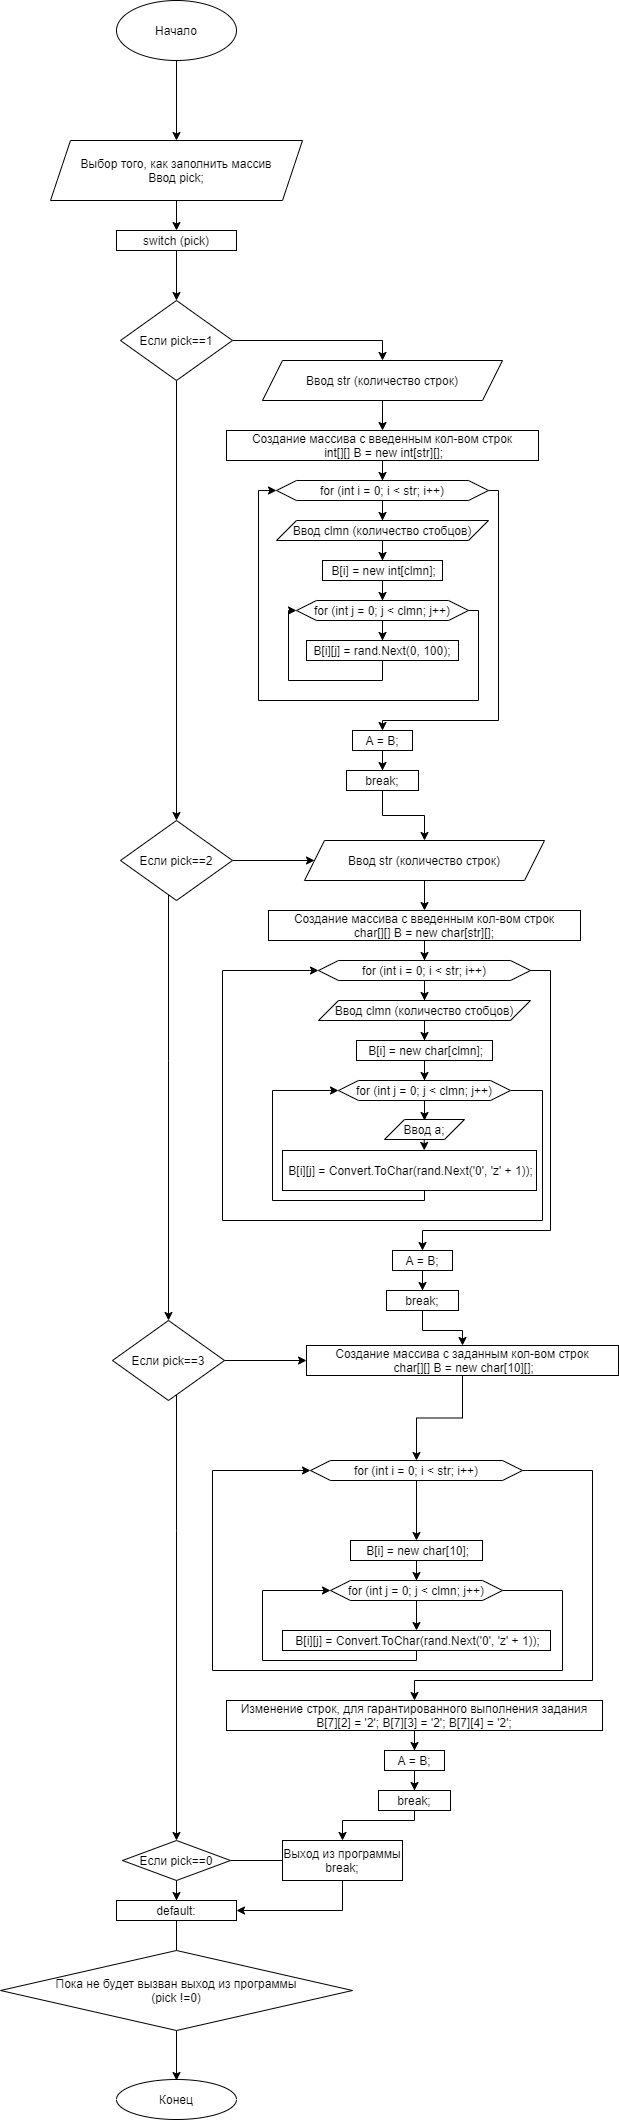 Начало
Выбор того, как заполнить массив
Ввод pick;
switch (pick)
Если pick==1
Ввод str (количество строк)
Создание массива с введенным кол-вом строк
int[][] B = new int[str][];
for (int i = 0; i < str; i++)
Ввод clmn (количество стобцов)
B[i] = new int[clmn];
for (int j = 0; j < clmn; j++)
B[i][j] = rand.Next(0, 100);
A = B;
break;
Если pick==2
Ввод str (количество строк)
Создание массива с введенным кол-вом строк
char[][] B = new char[str][];
for (int i = 0; i < str; i++)
Ввод clmn (количество стобцов)
B[i] = new char[clmn];
for (int j = 0; j < clmn; j++)
Ввод a;
B[i][j] = Convert.ToChar(rand.Next('0', 'z' + 1));
A = B;
break;
Если pick==3
Создание массива с заданным кол-вом строк
char[][] B = new char[10][];
for (int i = 0; i < str; i++)
B[i] = new char[10];
for (int j = 0; j < clmn; j++)
B[i][j] = Convert.ToChar(rand.Next('0', 'z' + 1));
Изменение строк, для гарантированного выполнения задания
B[7][2] = '2'; B[7][3] = '2'; B[7][4] = '2';
A = B;
break;
Если pick==0
Выход из программы
break;
default:
Пока не будет вызван выход из программы
(pick !=0)
Конец